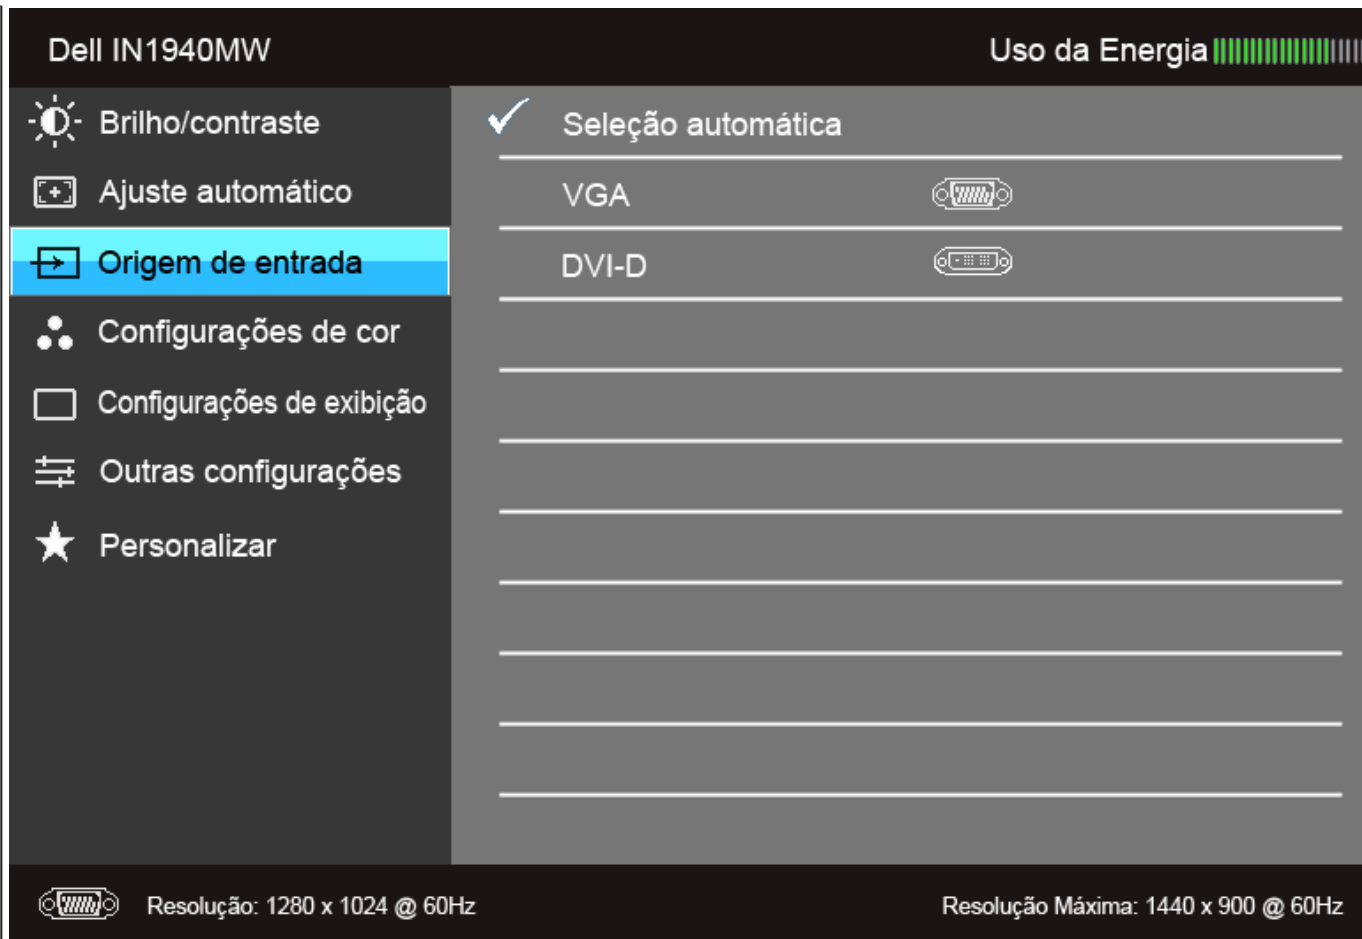 Dell IN1940MW
Uso da Energia
Brilho/contraste
Ajuste automático
Origem de entrada
Configurações de cor
Configurações de exibição
Outras configurações
Personalizar
Seleção automática
VGA
DVI-D
Resolução: 1280 x 1024 @ 60Hz
Resolução Máxima: 1440 x 900 @ 60Hz